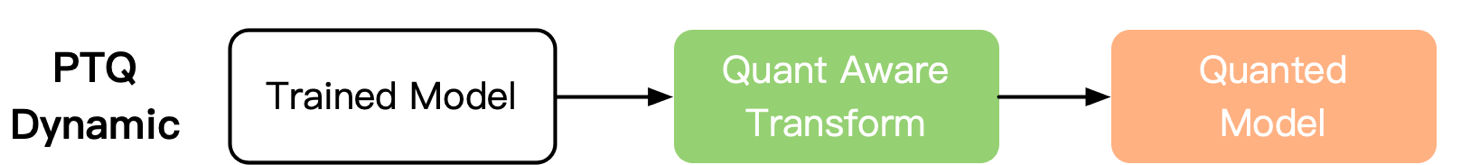 PTQ
Dynamic
Trained Model
Quant Aware
Transform
Quanted
Model